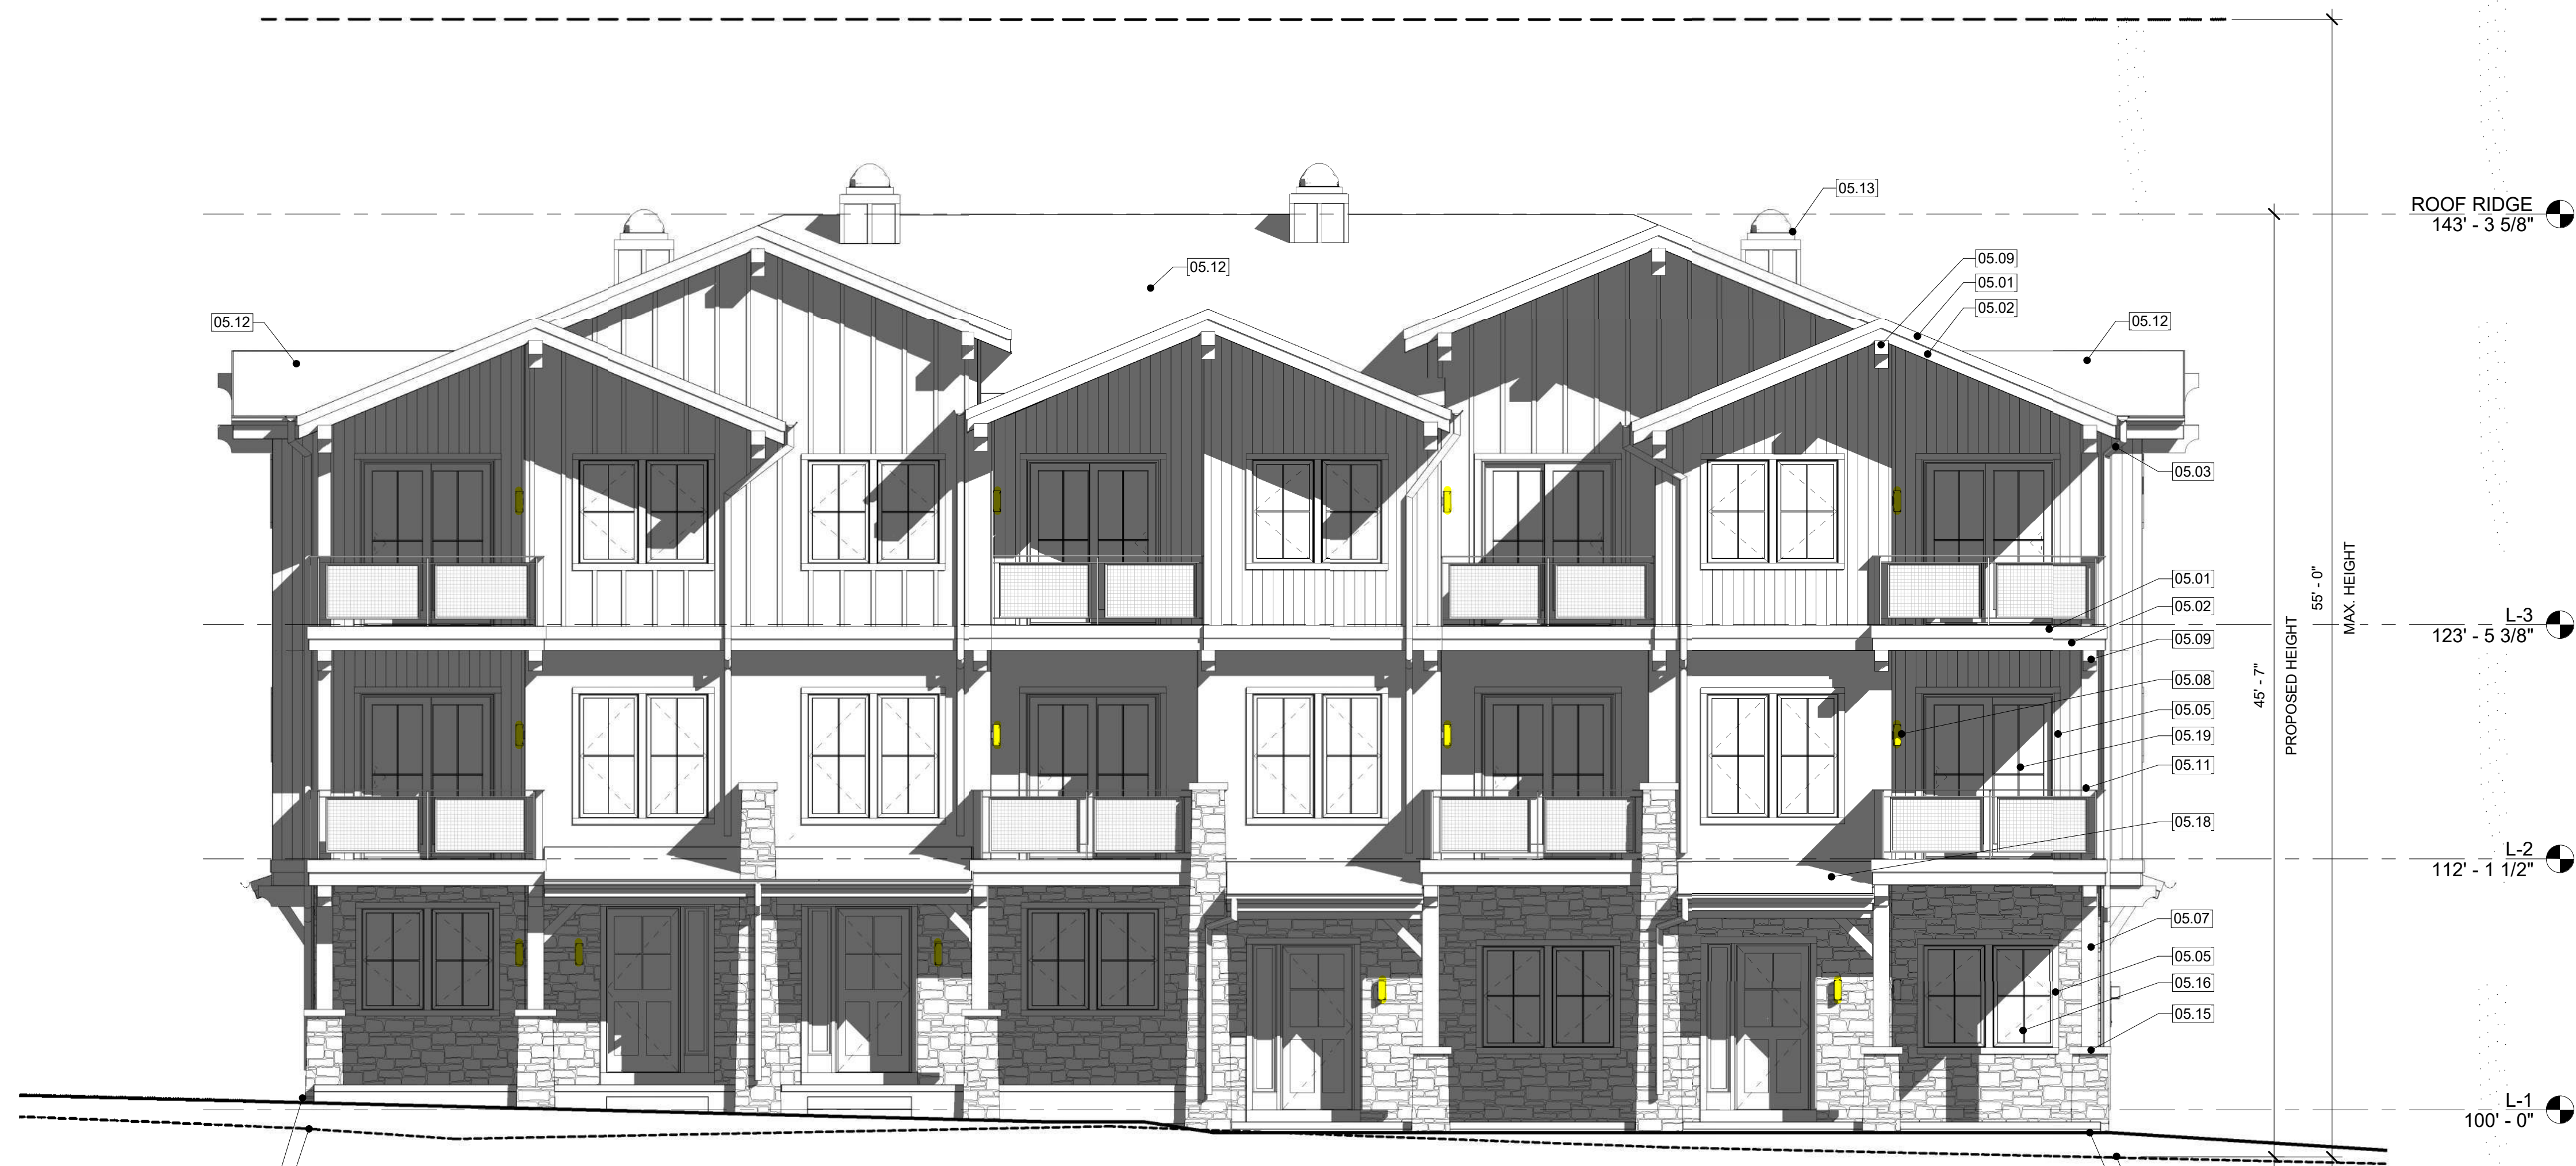 05.13
ROOF RIDGE
143' - 3 5/8"
05.09
05.12
05.01
05.02
05.12
05.12
05.03
05.01
05.02
L-3
123' - 5 3/8"
05.09
05.08
05.05
05.19
05.11
45' - 7"
PROPOSED HEIGHT
55' - 0"
MAX. HEIGHT
05.18
L-2
112' - 1 1/2"
05.07
05.05
05.16
05.15
L-1
100' - 0"